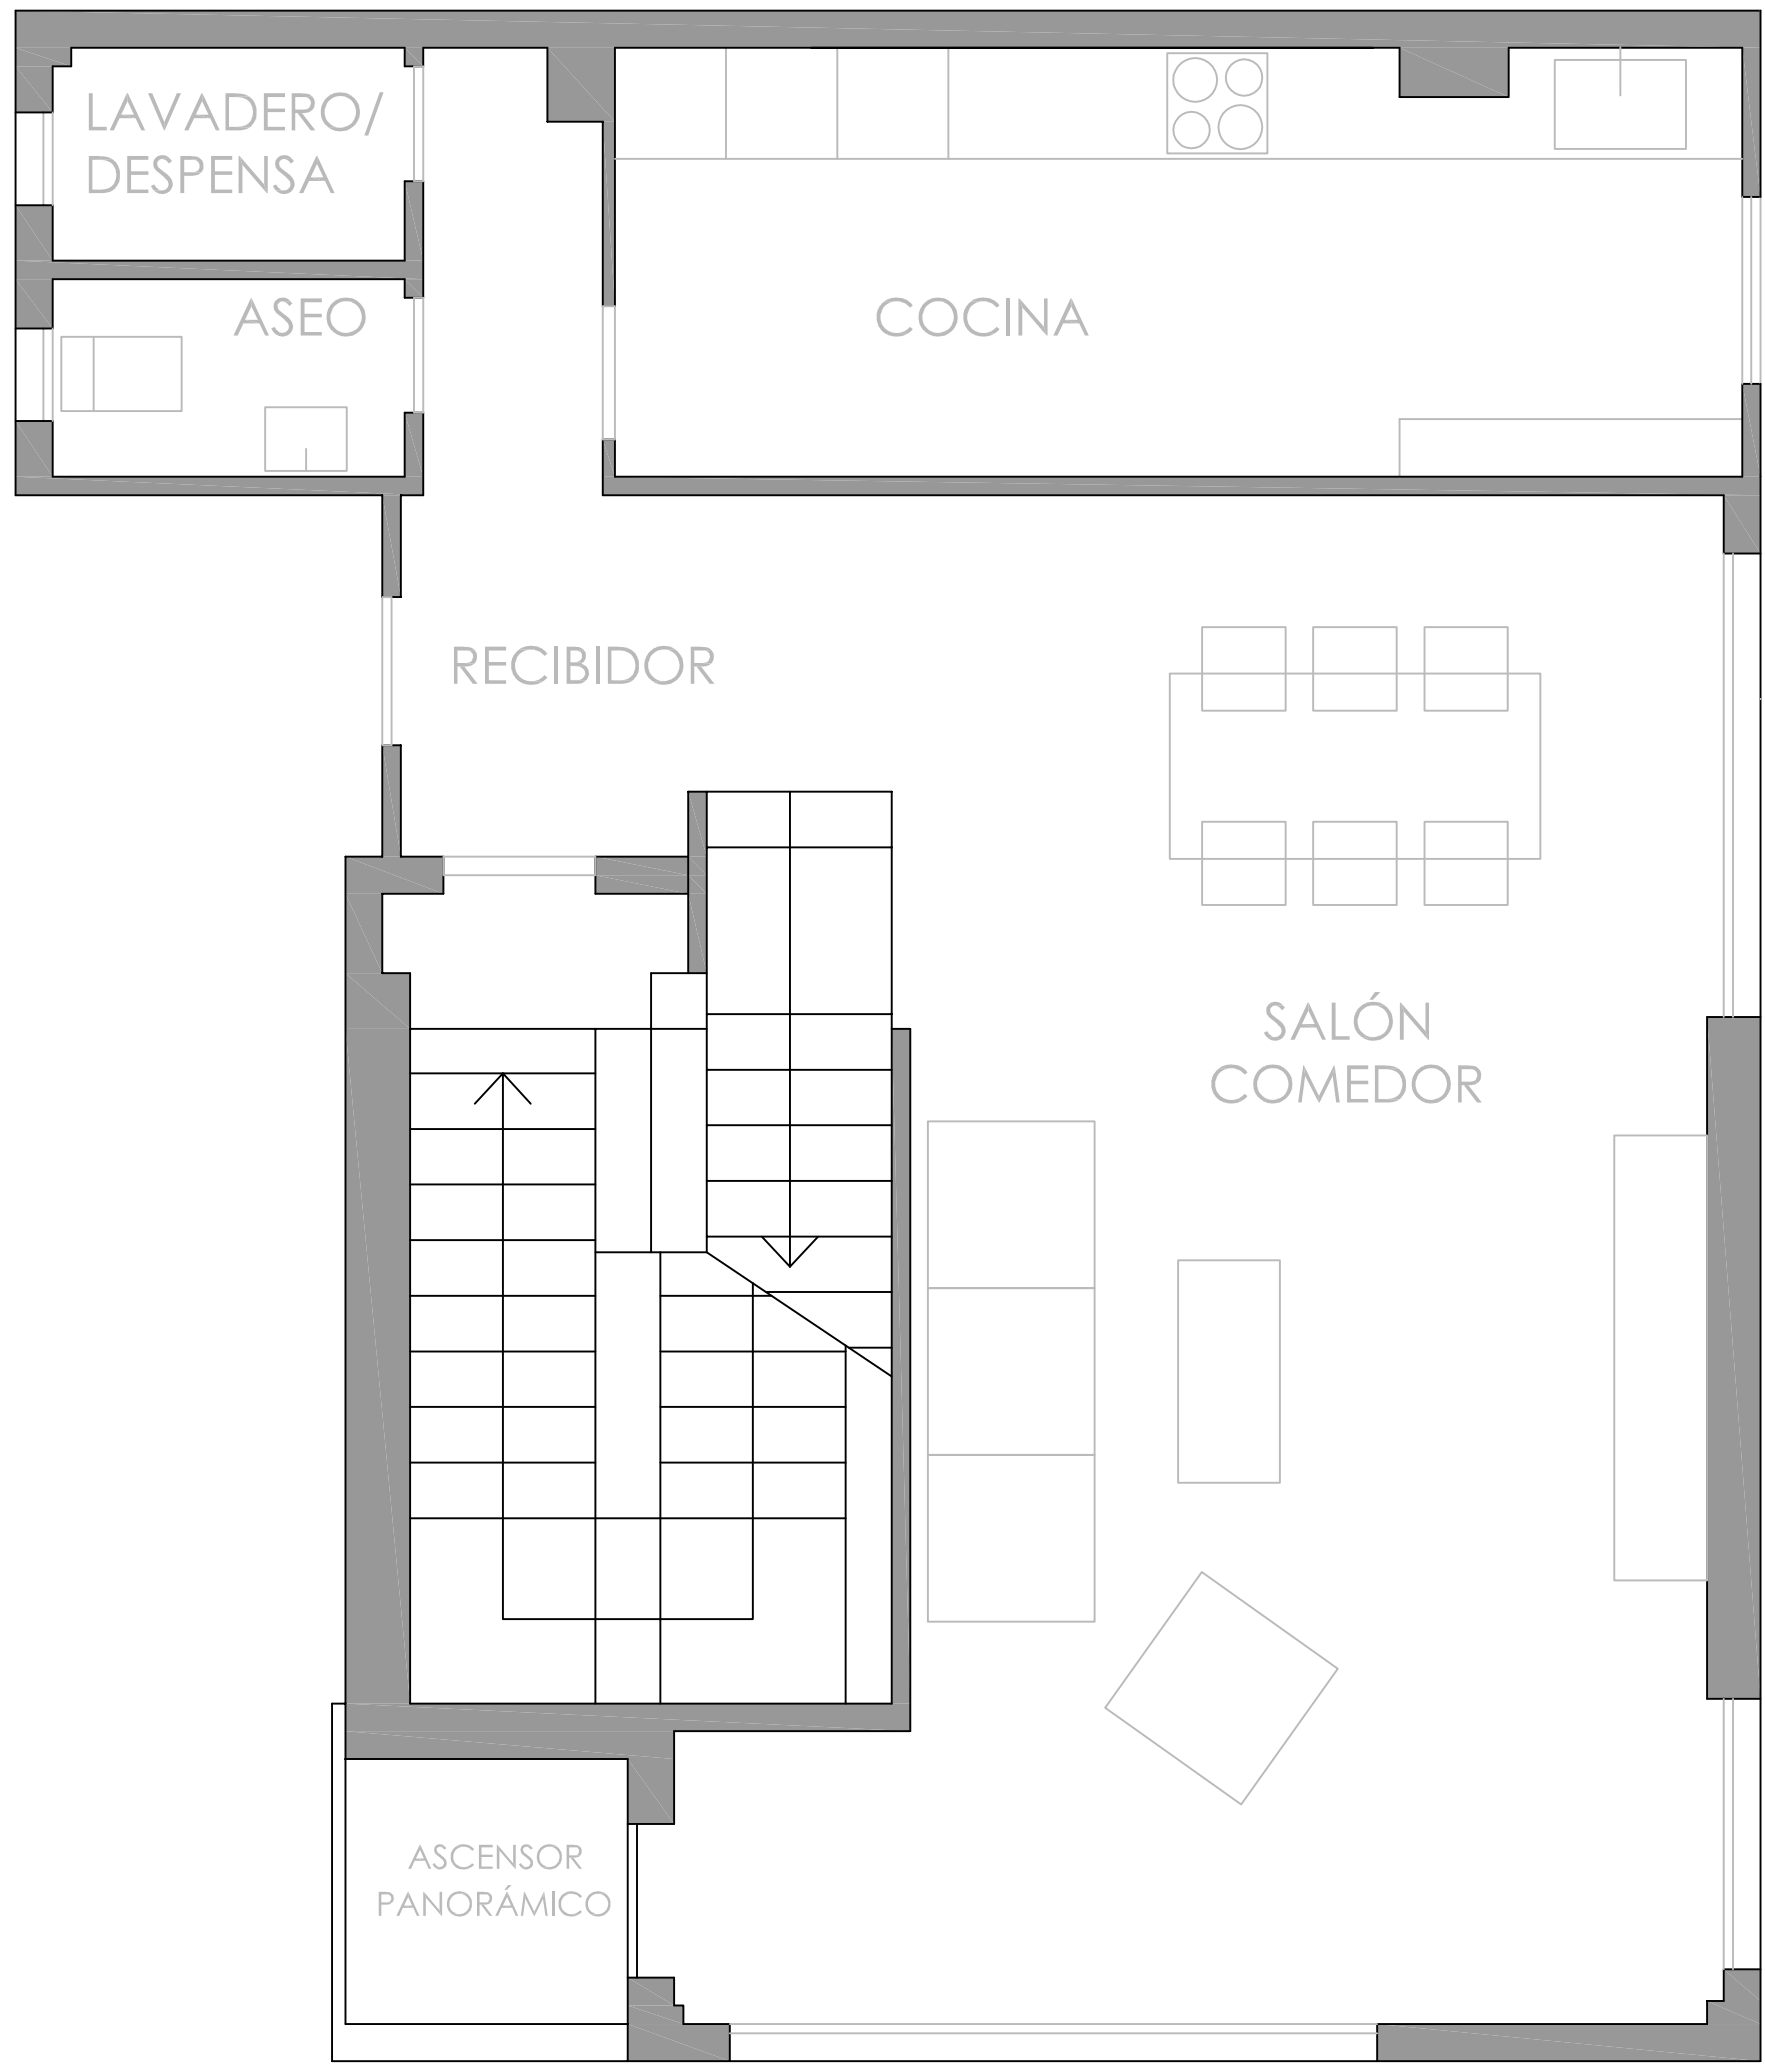 LAVADERO/
DESPENSA
ASEO
COCINA
RECIBIDOR
SALÓN
COMEDOR
ASCENSOR
PANORÁMICO